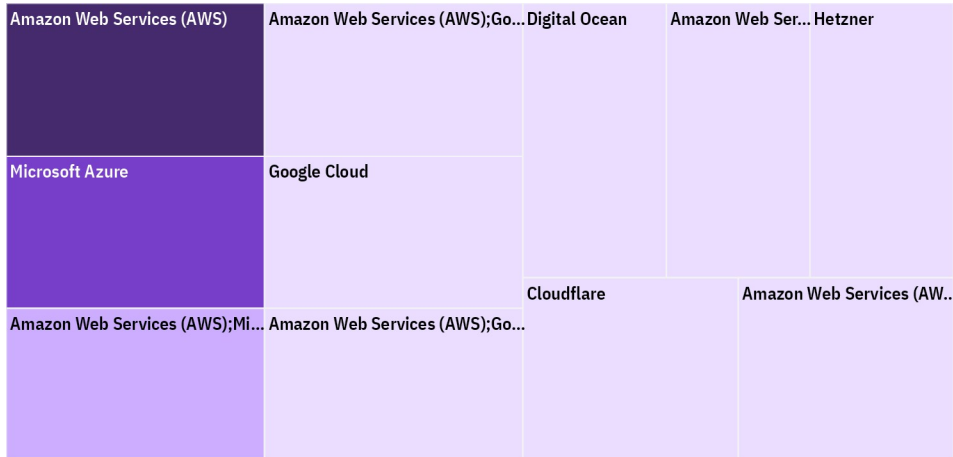 Amazon Web Services (AWS)
Amazon Web Services (AWS);Go...
Digital Ocean
Amazon Web Ser...
Hetzner
Microsoft Azure
Google Cloud
Cloudflare
Amazon Web Services (AW...
Amazon Web Services (AWS);Mi...
Amazon Web Services (AWS);Go...